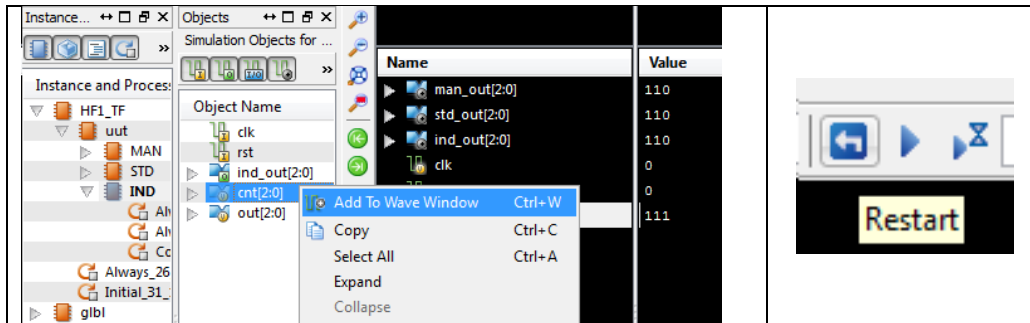 Instance...
Instance and Process
HF1_TF
uut
MAN
STD
IND
Always_26
Initial_31_
glbl
Objects
Simulation Objects for ...
Object Name
clk
rst
ind_out[2:0]
cnt[2:0]
out[2:0]
Add To Wave Window Ctrl+W
Copy Ctrl+C
Select All Ctrl+A
Expand
Collapse
Name Value
man_out[2:0] 110
std_out[2:0] 110
ind_out[2:0] 110
clk 0
0
111
Restart